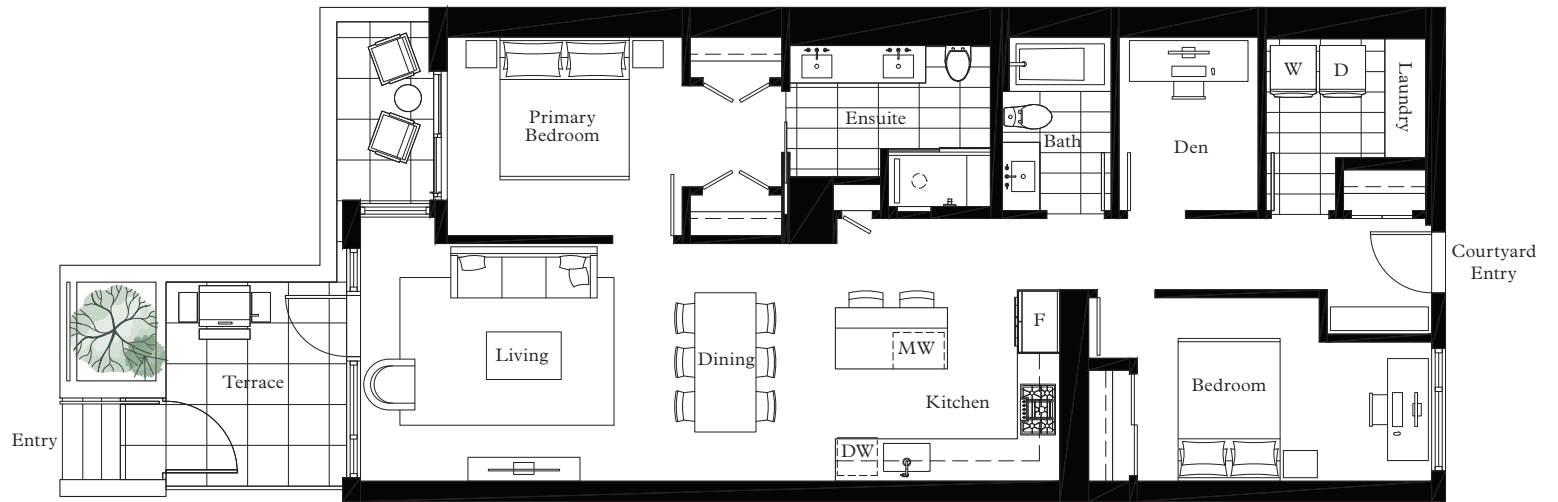 Primary
Bedroom
Ensuite
Bath
Den
W
D
Laundry
Courtyard
Entry
Living
Dining
MW
F
Kitchen
DW
Bedroom
Terrace
Entry